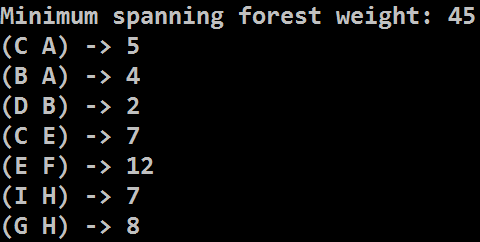 Minimum spanning forest weight: 45
(C A) -> 5
(B A) -> 4
(D B) -> 2
(C E) -> 7
(E F) -> 12
(I H) -> 7
(G H) -> 8